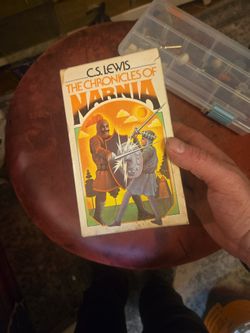 C.S. LEWIS
THE CHRONICLES OF
NARNIA